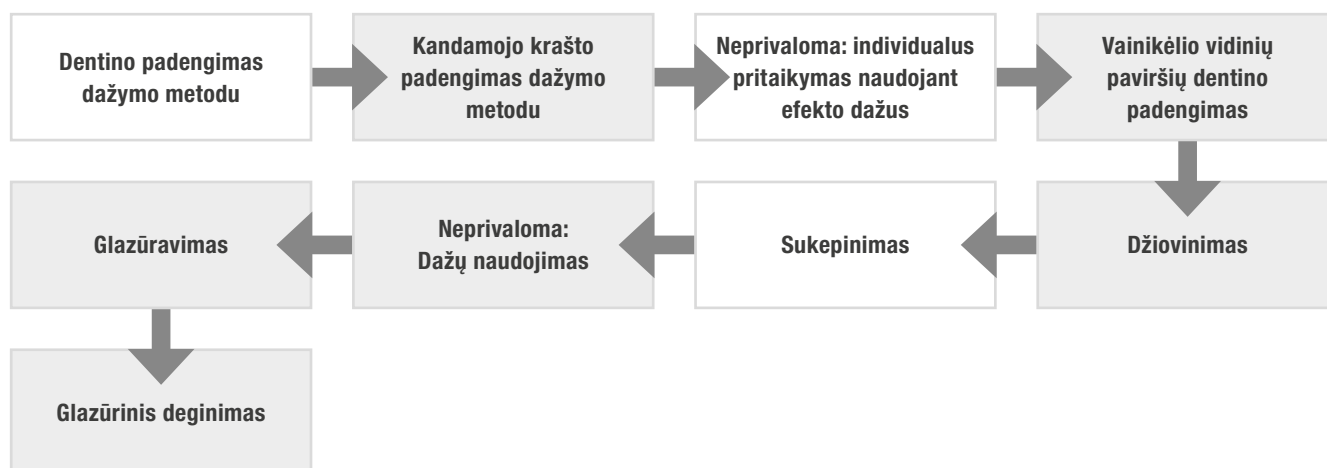 Dentino padengimas
dažymo metodu
Kandamojo krašto
padengimas dažymo
metodu
Neprivaloma: individualus
pritaikymas naudojant
efekto dažus
Vainikėlio vidinių
paviršių dentino
padengimas
Džiovinimas
Sukepinimas
Neprivaloma:
Dažų naudojimas
Glazūravimas
Glazūrinis deginimas